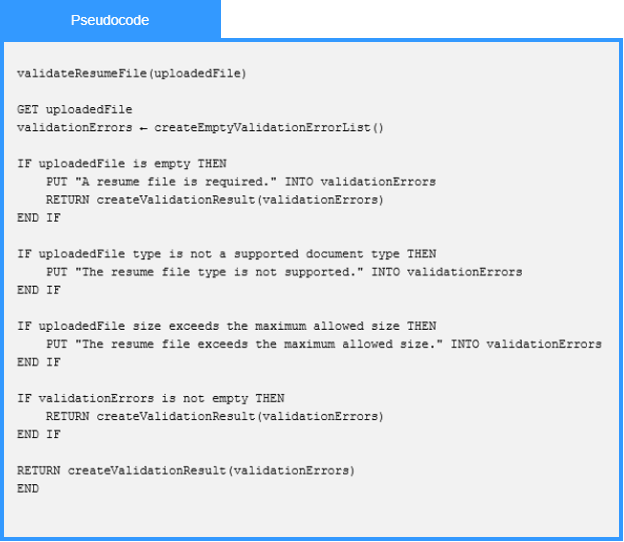 Pseudocode
validateResumeFile(uploadedFile)
GET uploadedFile
validationErrors ← createEmptyValidationErrorList()
IF uploadedFile is empty THEN
    PUT "A resume file is required." INTO validationErrors
    RETURN createValidationResult(validationErrors)
END IF
IF uploadedFile type is not a supported document type THEN
    PUT "The resume file type is not supported." INTO validationErrors
END IF
IF uploadedFile size exceeds the maximum allowed size THEN
    PUT "The resume file exceeds the maximum allowed size." INTO validationErrors
END IF
IF validationErrors is not empty THEN
    RETURN createValidationResult(validationErrors)
END IF
RETURN createValidationResult(validationErrors)
END